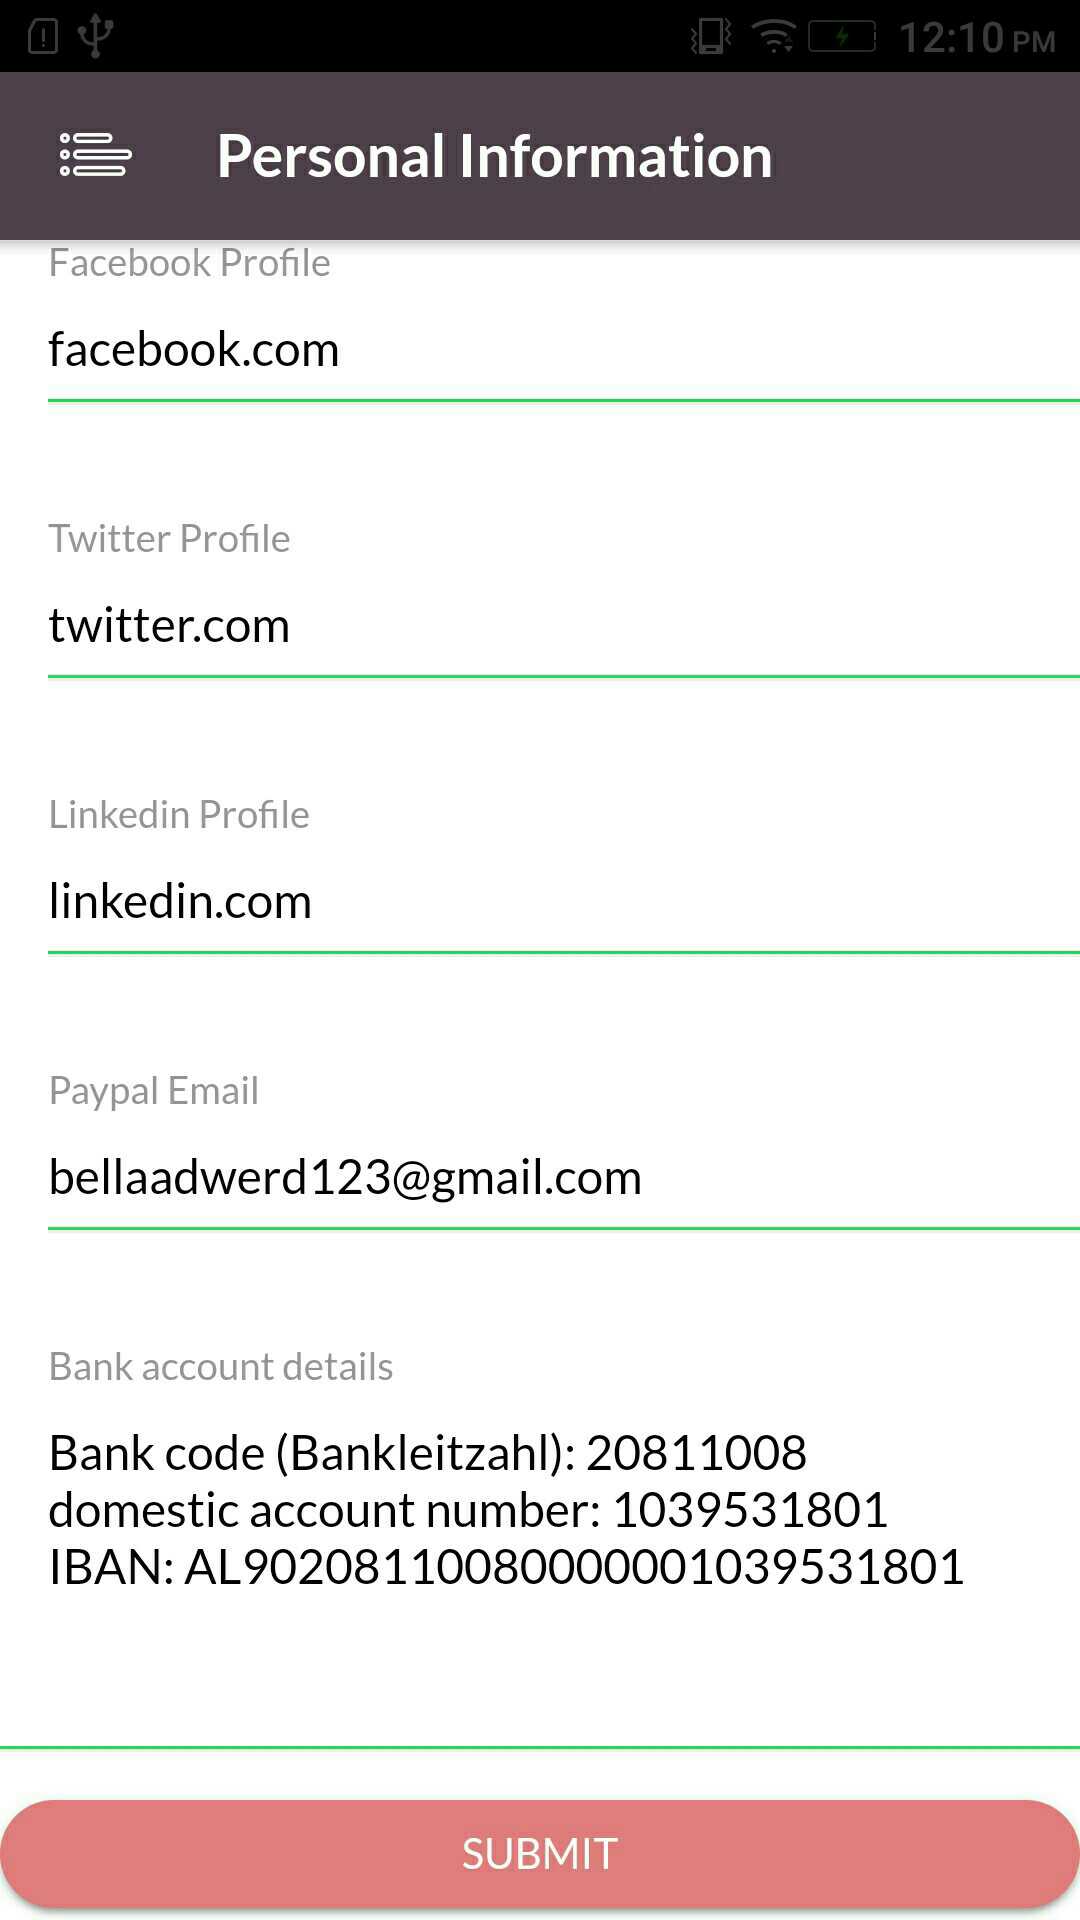 12:10 PM
Personal Information
Facebook Profile
facebook.com
Twitter Profile
twitter.com
Linkedin Profile
linkedin.com
Paypal Email
bellaadwerd123@gmail.com
Bank account details
Bank code (Bankleitzahl): 20811008
domestic account number: 1039531801
IBAN: AL90208110080000001039531801
SUBMIT